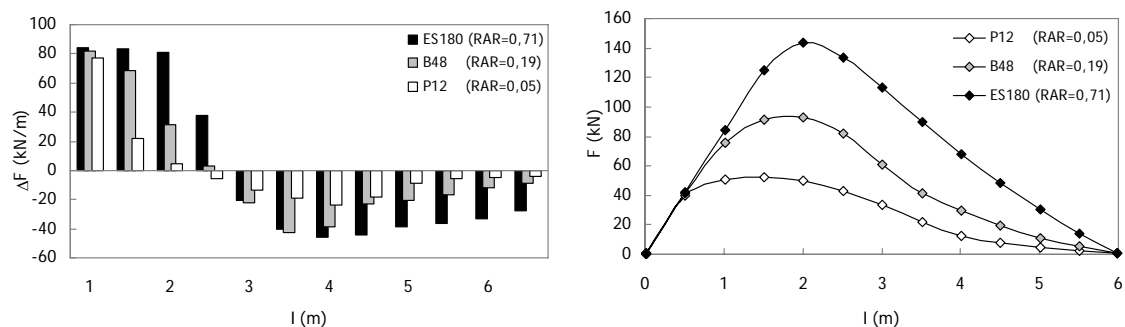 100
80
60
40
20
0
-20
-40
-60
ΔF (kN/m)
ES180 (RAR=0,71)
B48 (RAR=0,19)
P12 (RAR=0,05)
1 2 3 4 5 6
l (m)
160
140
120
100
80
60
40
20
0
F (kN)
P12 (RAR=0,05)
B48 (RAR=0,19)
ES180 (RAR=0,71)
0 1 2 3 4 5 6
l (m)